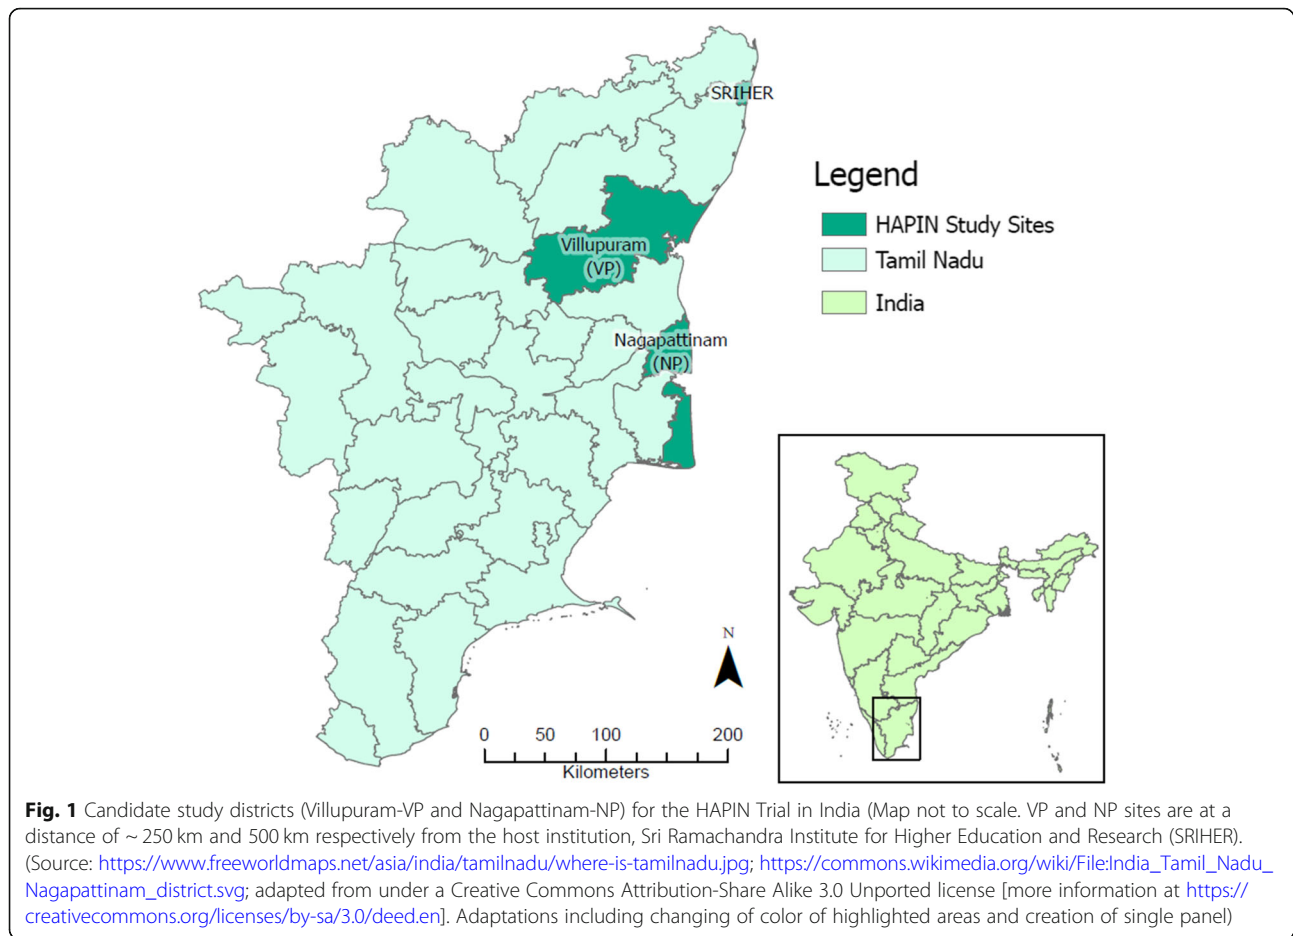 SRIHER
Legend
HAPIN Study Sites
Tamil Nadu
India
Villupuram
(VP)
Nagapattinam
(NP)
N
0 50 100 200
Kilometers
Fig. 1 Candidate study districts (Villupuram-VP and Nagapattinam-NP) for the HAPIN Trial in India (Map not to scale. VP and NP sites are at a
distance of ~ 250 km and 500 km respectively from the host institution, Sri Ramachandra Institute for Higher Education and Research (SRIHER).
(Source: https://www.freeworldmaps.net/asia/india/tamilnadu/where-is-tamilnadu.jpg; https://commons.wikimedia.org/wiki/File:India_Tamil_Nadu_
Nagapattinam_district.svg; adapted from under a Creative Commons Attribution-Share Alike 3.0 Unported license [more information at https://
creativecommons.org/licenses/by-sa/3.0/deed.en]. Adaptations including changing of color of highlighted areas and creation of single panel)